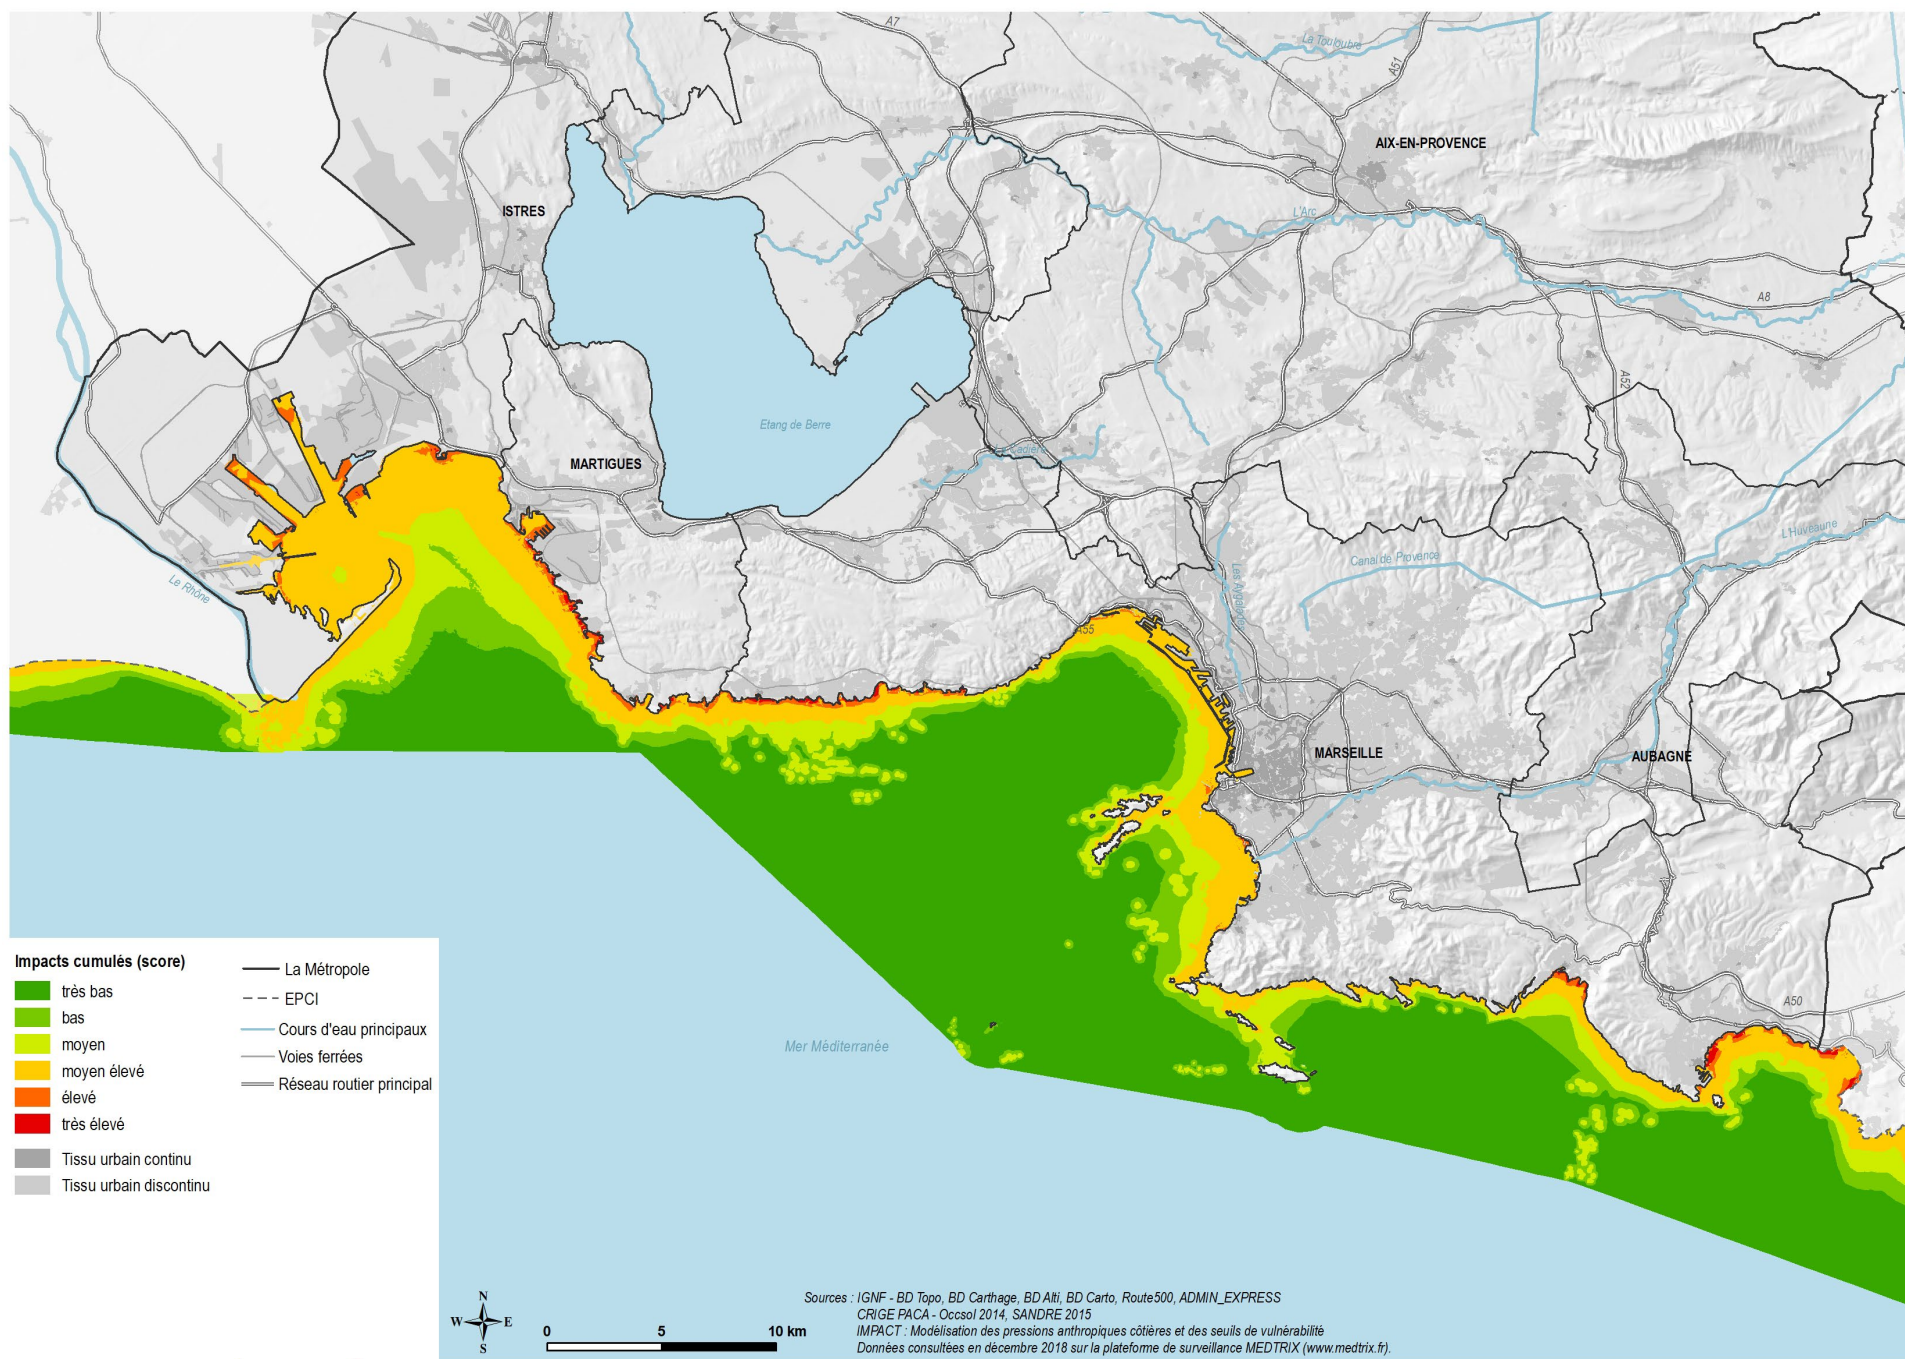 A7
La Touloubre
A51
AIX-EN-PROVENCE
ISTRES
L'Arc
A8
A52
Etang de Berre
La Cadière
MARTIGUES
L'Huveaune
Canal de Provence
Les Aygalades
Le Rhône
A55
MARSEILLE
AUBAGNE
A50
Mer Méditerranée
Impacts cumulés (score)
très bas
bas
moyen
moyen élevé
élevé
très élevé
Tissu urbain continu
Tissu urbain discontinu
La Métropole
EPCI
Cours d'eau principaux
Voies ferrées
Réseau routier principal
N
W E
S
0 5 10 km
Sources : IGNF - BD Topo, BD Carthage, BD Alti, BD Carto, Route500, ADMIN_EXPRESS
CRIGE PACA - Occsol 2014, SANDRE 2015
IMPACT : Modélisation des pressions anthropiques côtières et des seuils de vulnérabilité
Données consultées en décembre 2018 sur la plateforme de surveillance MEDTRIX (www.medtrix.fr).